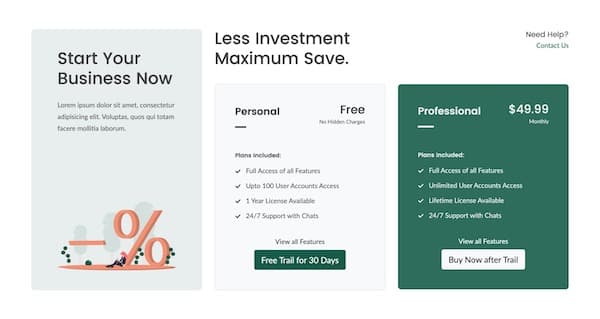 Start Your
Business Now
Lorem ipsum dolor sit amet, consectetur
adipisicing elit. Voluptas, quos qui totam
facere mollitia laborum.
Less Investment
Maximum Save.
Need Help?
Contact Us
Personal
Free
No Hidden Charges
Plans Included:
Full Access of all Features
Upto 100 User Accounts Access
1 Year License Available
24/7 Support with Chats
View all Features
Free Trail for 30 Days
Professional
$49.99
Monthly
Plans Included:
Full Access of all Features
Unlimited User Accounts Access
Lifetime License Available
24/7 Support with Chats
View all Features
Buy Now after Trail
%